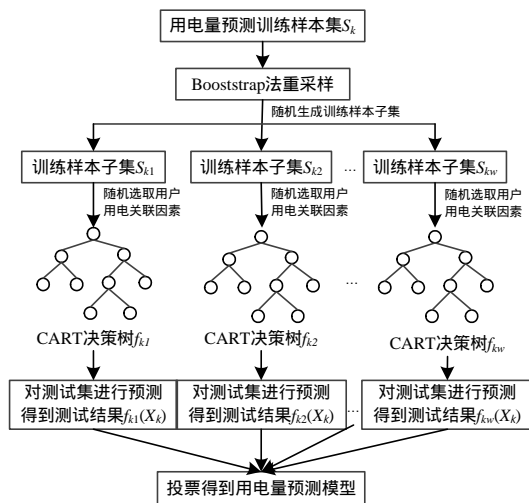 用电量预测训练样本集Sk
Booststrap法重采样
随机生成训练样本子集
训练样本子集Sk1
训练样本子集Sk2
...
训练样本子集Skw
随机选取用户
用电关联因素
随机选取用户
用电关联因素
随机选取用户
用电关联因素
...
CART决策树fk1
CART决策树fk2
CART决策树fkw
对测试集进行预测
得到测试结果fk1(Xk)
对测试集进行预测
得到测试结果fk2(Xk)
...
对测试集进行预测
得到测试结果fkw(Xk)
投票得到用电量预测模型